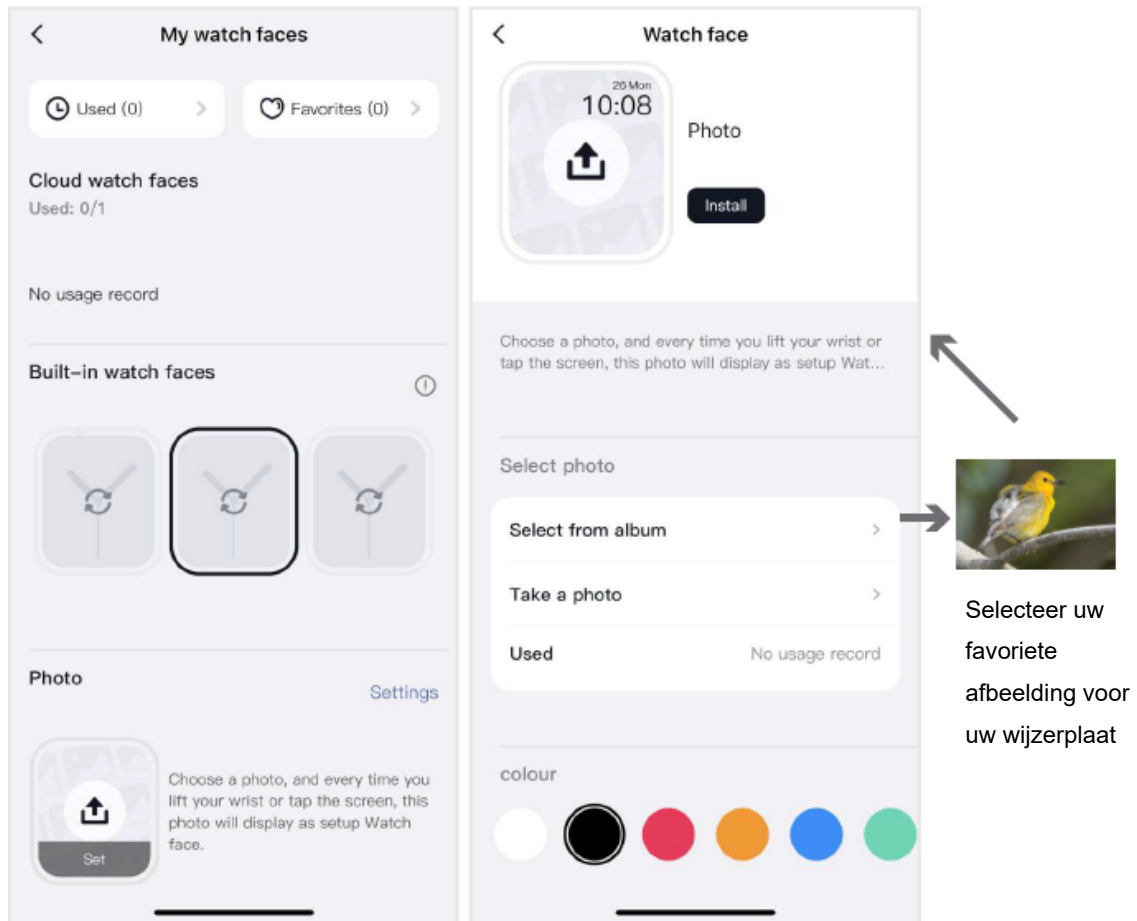 My watch faces
Used (0)
Favorites (0)
Cloud watch faces
Used: 0/1
No usage record
Built-in watch faces
Photo
Settings
Choose a photo, and every time you
lift your wrist or tap the screen, this
photo will display as setup Watch
face.
Set
Watch face
26 Mon
10:08
Photo
Install
Choose a photo, and every time you lift your wrist or
tap the screen, this photo will display as setup Wat...
Select photo
Select from album
Take a photo
Used
No usage record
colour
Selecteer uw
favoriete
afbeelding voor
uw wijzerplaat